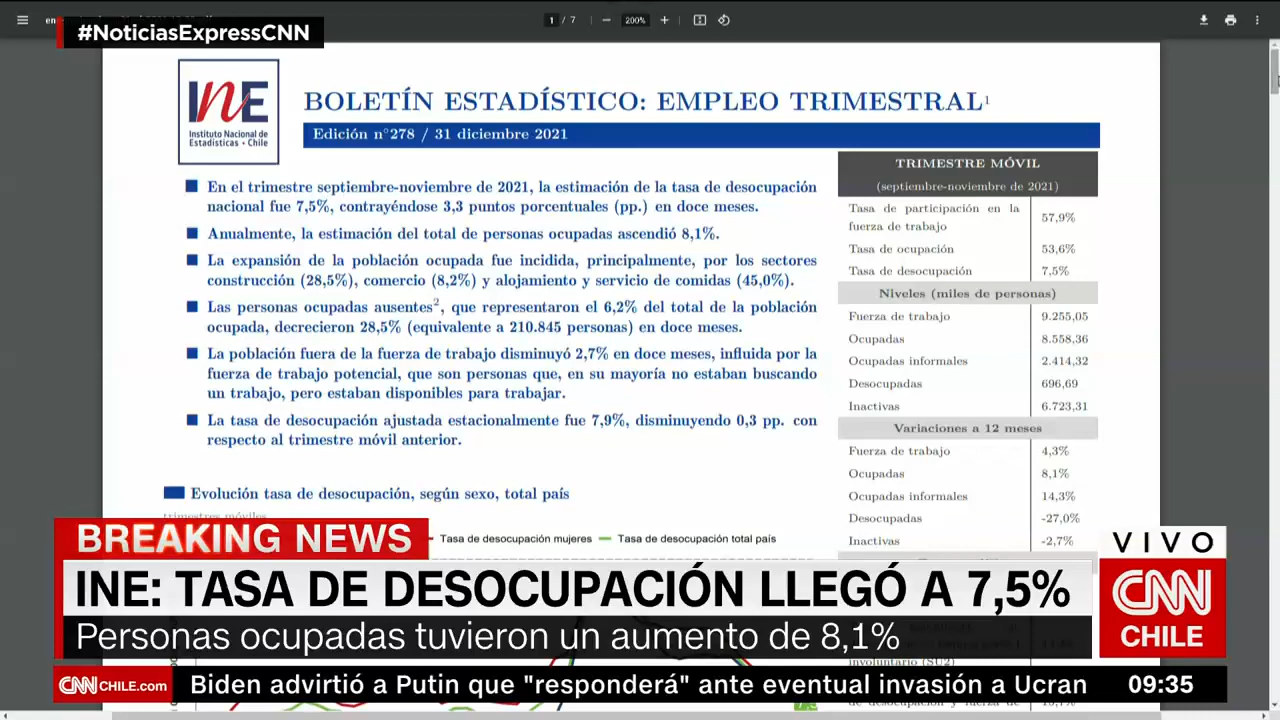 #NoticiasExpressCNN
1 / 7
200%
INE
Instituto Nacional de
Estadísticas • Chile
BOLETÍN ESTADÍSTICO: EMPLEO TRIMESTRAL¹
Edición n°278 / 31 diciembre 2021
En el trimestre septiembre-noviembre de 2021, la estimación de la tasa de desocupación
nacional fue 7,5%, contrayéndose 3,3 puntos porcentuales (pp.) en doce meses.
Anualmente, la estimación del total de personas ocupadas ascendió 8,1%.
La expansión de la población ocupada fue incidida, principalmente, por los sectores
construcción (28,5%), comercio (8,2%) y alojamiento y servicio de comidas (45,0%).
Las personas ocupadas ausentes², que representaron el 6,2% del total de la población
ocupada, decrecieron 28,5% (equivalente a 210.845 personas) en doce meses.
La población fuera de la fuerza de trabajo disminuyó 2,7% en doce meses, influida por la
fuerza de trabajo potencial, que son personas que, en su mayoría no estaban buscando
un trabajo, pero estaban disponibles para trabajar.
La tasa de desocupación ajustada estacionalmente fue 7,9%, disminuyendo 0,3 pp. con
respecto al trimestre móvil anterior.
Evolución tasa de desocupación, según sexo, total país
trimestres móviles
Tasa de desocupación mujeres
Tasa de desocupación total país
TRIMESTRE MÓVIL
(septiembre-noviembre de 2021)
Tasa de participación en la
fuerza de trabajo 57,9%
Tasa de ocupación 53,6%
Tasa de desocupación 7,5%
Niveles (miles de personas)
Fuerza de trabajo 9.255,05
Ocupadas 8.558,36
Ocupadas informales 2.414,32
Desocupadas 696,69
Inactivas 6.723,31
Variaciones a 12 meses
Fuerza de trabajo 4,3%
Ocupadas 8,1%
Ocupadas informales 14,3%
Desocupadas -27,0%
Inactivas -2,7%
involuntario (SU2)
BREAKING NEWS
INE: TASA DE DESOCUPACIÓN LLEGÓ A 7,5%
Personas ocupadas tuvieron un aumento de 8,1%
VIVO
CNN
CHILE
CNNCHILE.com
Biden advirtió a Putin que "responderá" ante eventual invasión a Ucran
09:35